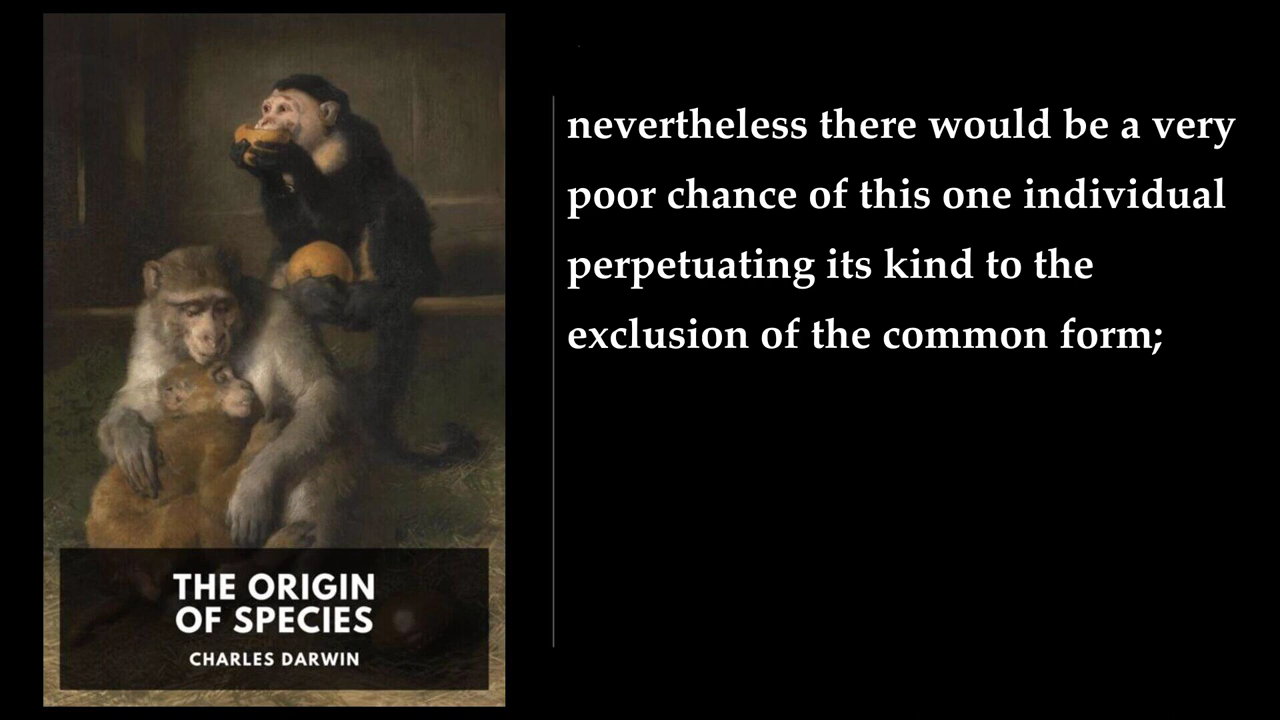 nevertheless there would be a very
poor chance of this one individual
perpetuating its kind to the
exclusion of the common form;
THE ORIGIN
OF SPECIES
CHARLES DARWIN